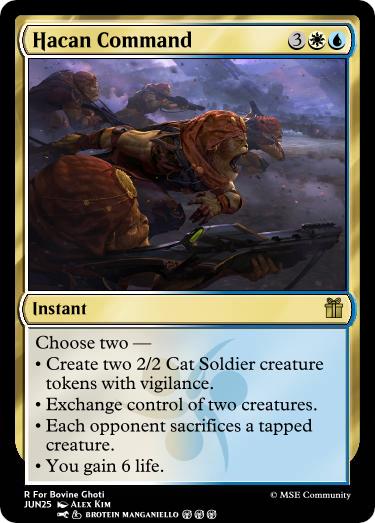 Hacan Command 3
Instant
Choose two —
• Create two 2/2 Cat Soldier creature
tokens with vigilance.
• Exchange control of two creatures.
• Each opponent sacrifices a tapped
creature.
• You gain 6 life.
R For Bovine Ghoti
JUN25 Alex Kim © MSE Community
BROTEIN MANGANIELLO